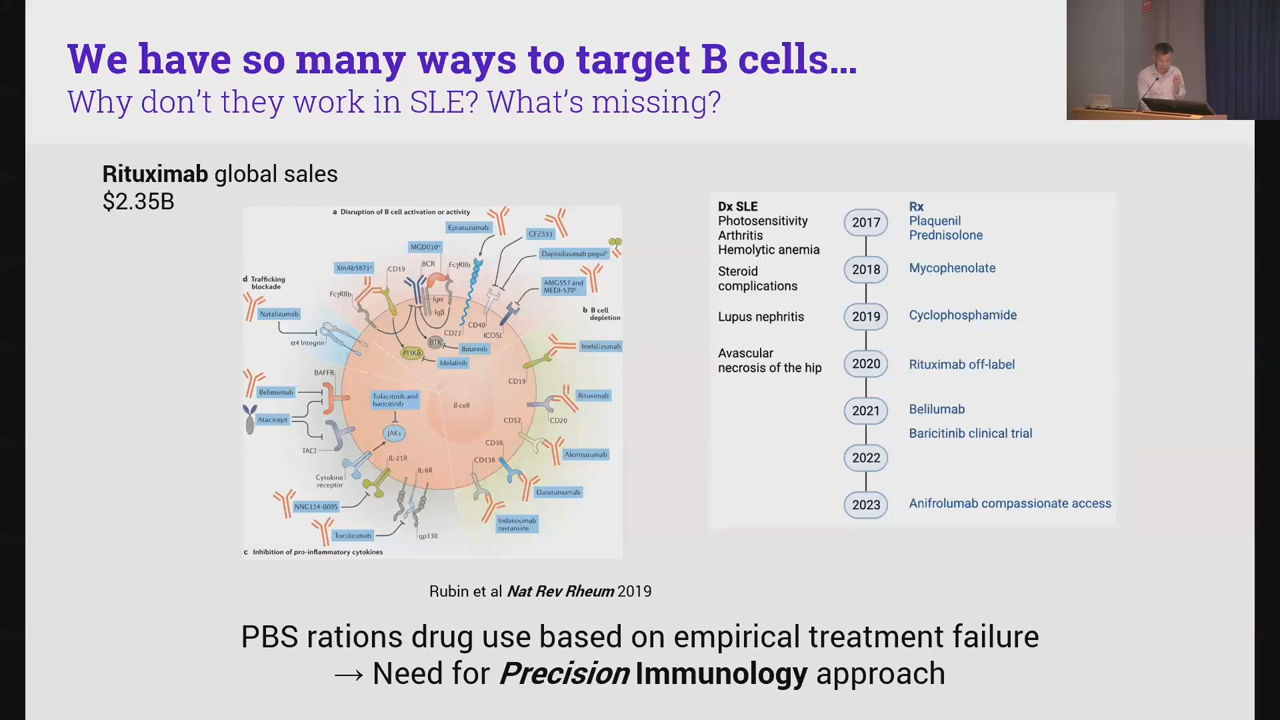 We have so many ways to target B cells...
Why don't they work in SLE? What's missing?
Rituximab global sales
$2.35B
a Disruption of B cell activation or activity
Epratuzumab
CFZ533
MGD010
Dapirolizumab pegol
XmAb5871
CD19
BCR
FcγRIIb
AMG557 and
MEDI-570
d Trafficking
blockade
FcγRIIb
Igα
Igβ
Natalizumab
α4 Integrin
CD22
CD40
ICOSL
b B cell
depletion
BTK
Ibrutinib
PI3Kδ
Idelalisib
Inebilizumab
BAFFR
CD19
Belimumab
Tofacitinib and
baricitinib
B cell
Rituximab
Atacicept
JAKs
CD52
CD20
TACI
CD38
Alemtuzumab
Cytokine
receptor
IL-21R
IL-6R
CD138
Daratumumab
NNC114-0005
Indatuximab
ravtansine
Tocilizumab
gp130
c Inhibition of pro-inflammatory cytokines
Dx SLE
Photosensitivity
Arthritis
Hemolytic anemia
2017
Rx
Plaquenil
Prednisolone
Steroid
complications
2018
Mycophenolate
Lupus nephritis
2019
Cyclophosphamide
Avascular
necrosis of the hip
2020
Rituximab off-label
2021
Belilumab
Baricitinib clinical trial
2022
2023
Anifrolumab compassionate access
Rubin et al Nat Rev Rheum 2019
PBS rations drug use based on empirical treatment failure
→ Need for Precision Immunology approach